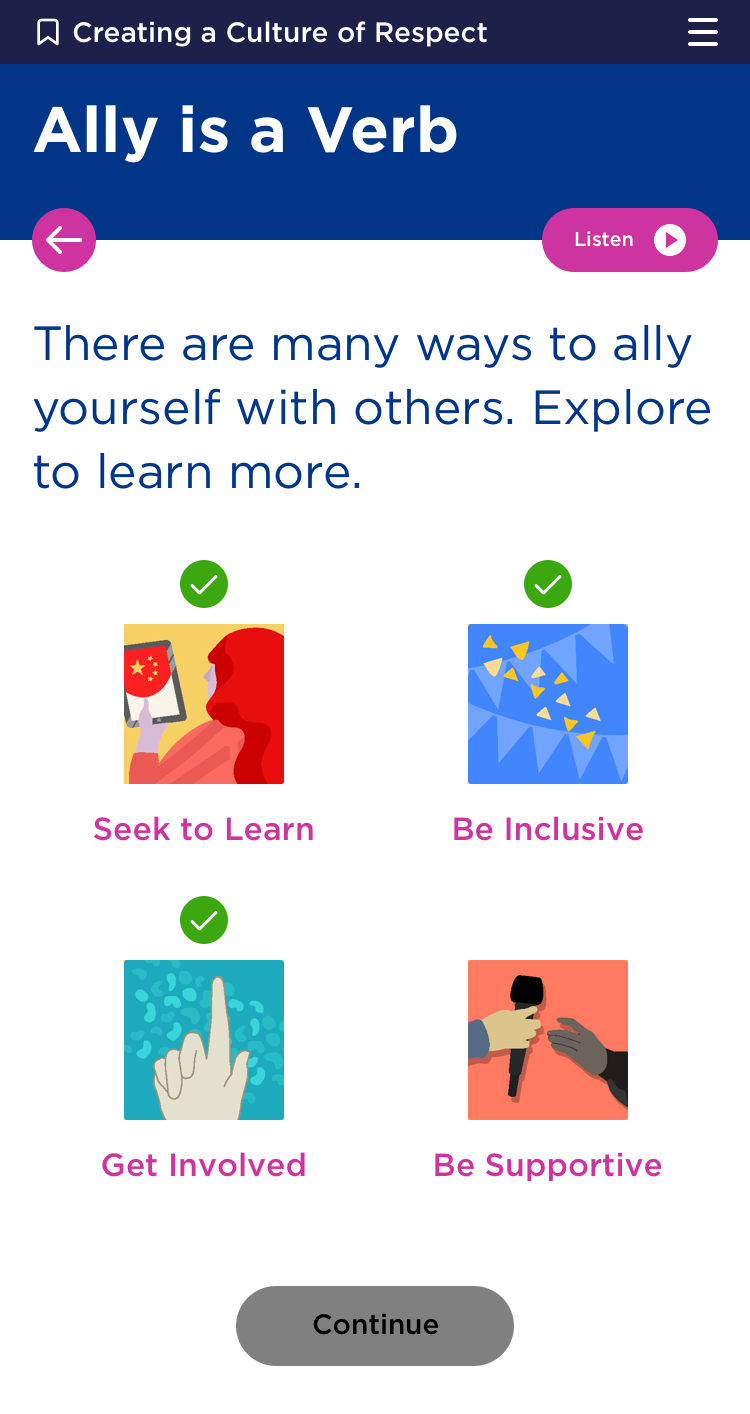 Creating a Culture of Respect
Ally is a Verb
Listen
There are many ways to ally
yourself with others. Explore
to learn more.
Seek to Learn
Be Inclusive
Get Involved
Be Supportive
Continue